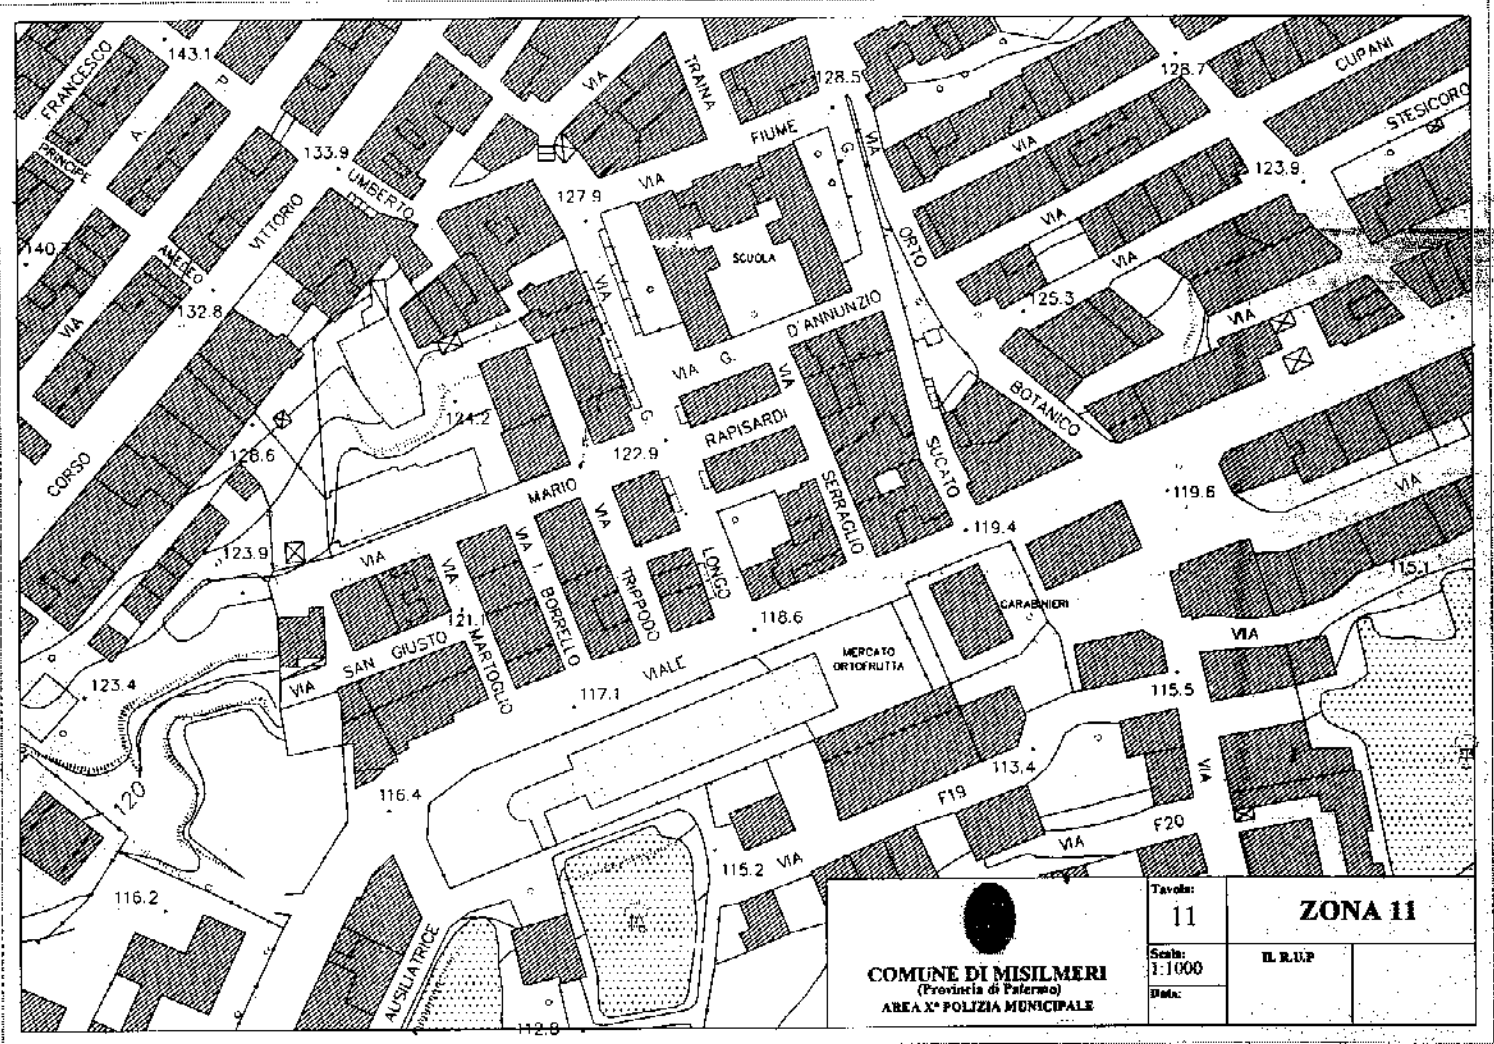 FRANCESCO
143.1
P.
A.
PRINCIPE
133.9
UMBERTO
VITTORIO
AMEDEO
132.8
VIA
CORSO
VIA
TRAINA
128.5
FIUME
VIA
127.9
128.7
CUPANI
VIA
STESICORO
123.9
VIA
VIA
125.3
VIA
G.
VIA
ORTO
BOTANICO
SUCATO
SCUOLA
VIA
G.
VIA G. D'ANNUNZIO
VIA
RAPISARDI
SERRAGLIO
124.2
122.9
128.6
123.9
VIA MARIO
VIA
TRIPPODO
LONGO
VIA I. BORRELLO
VIA
MARTOGLIO
121.1
VIA SAN GIUSTO
123.4
120
116.2
116.4
117.1
VIALE
118.6
119.4
119.6
CARABINIERI
MERCATO
ORTOFRUTTA
VIA
115.1
VIA
115.5
VIA
113.4
VIA F19
VIA F20
115.2
AUSILIATRICE
112.8
COMUNE DI MISILMERI
(Provincia di Palermo)
AREA X° POLIZIA MUNICIPALE
Tavola:
11
Scala:
1:1000
Data:
ZONA 11
IL R.U.P